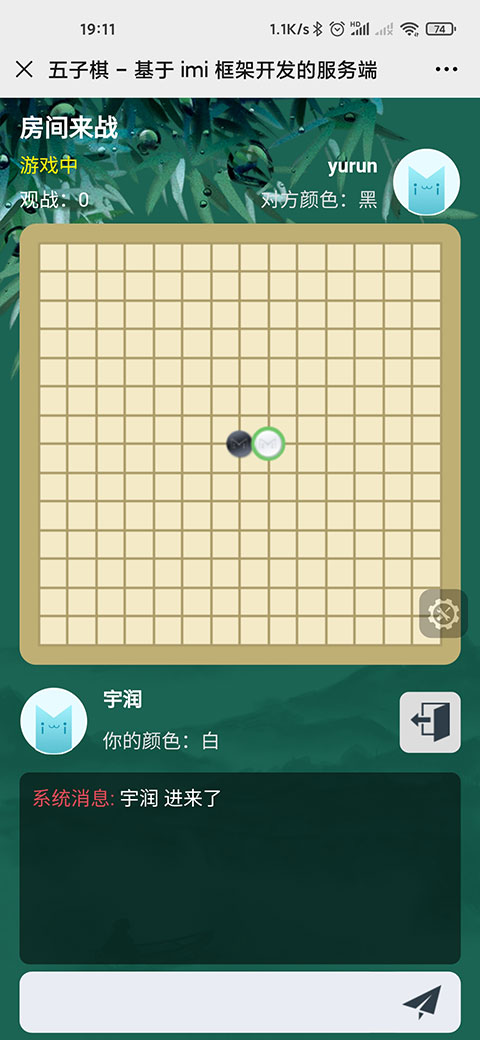 19:11 1.1K/s HD 74
五子棋 – 基于 imi 框架开发的服务端
房间来战
游戏中
yurun
观战：0
对方颜色：黑
宇润
你的颜色：白
系统消息: 宇润 进来了